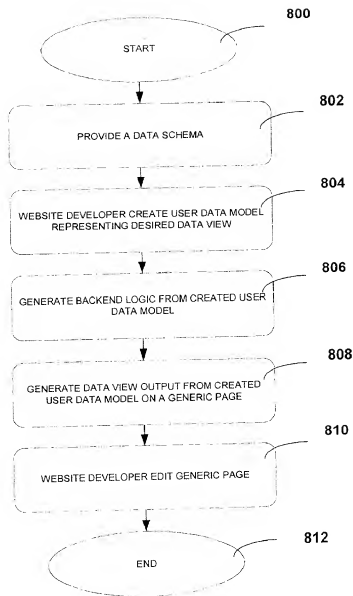 800
START
802
PROVIDE A DATA SCHEMA
804
WEBSITE DEVELOPER CREATE USER DATA MODEL
REPRESENTING DESIRED DATA VIEW
806
GENERATE BACKEND LOGIC FROM CREATED USER
DATA MODEL
808
GENERATE DATA VIEW OUTPUT FROM CREATED
USER DATA MODEL ON A GENERIC PAGE
810
WEBSITE DEVELOPER EDIT GENERIC PAGE
812
END